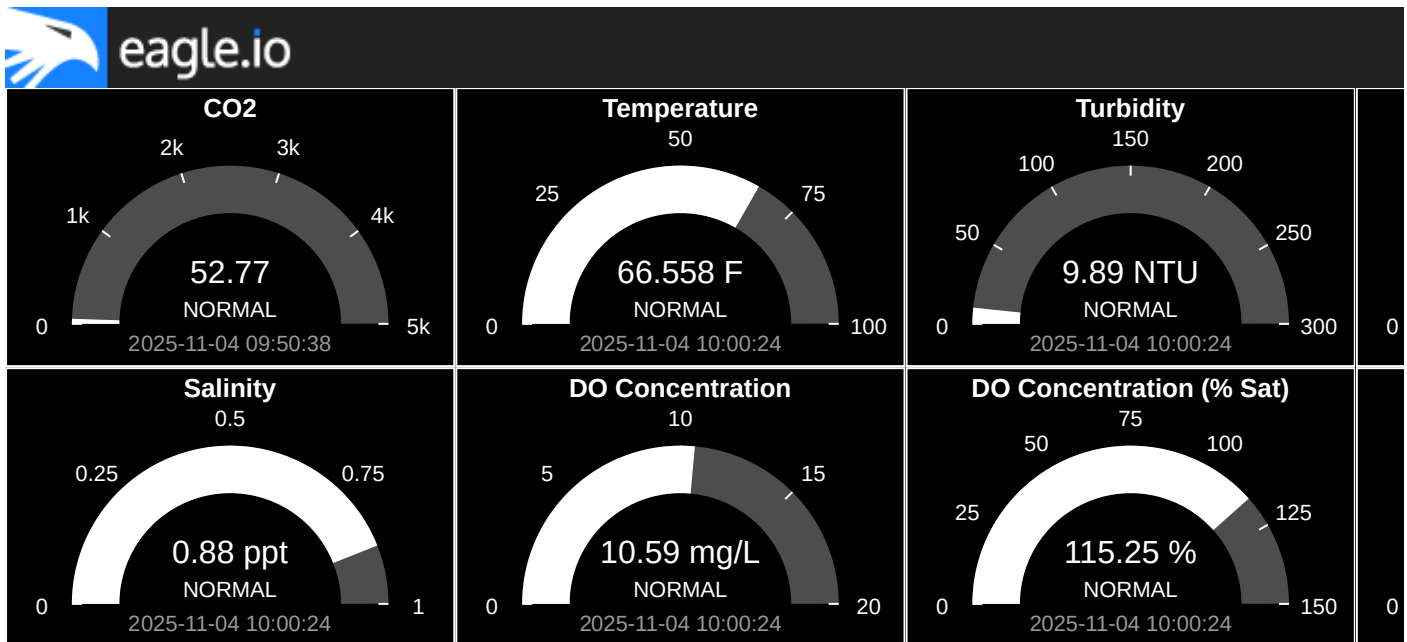 eagle.io
CO2
0
1k
2k
3k
4k
5k
52.77
NORMAL
2025-11-04 09:50:38
Temperature
0
25
50
75
100
66.558 F
NORMAL
2025-11-04 10:00:24
Turbidity
0
50
100
150
200
250
300
9.89 NTU
NORMAL
2025-11-04 10:00:24
0
Salinity
0
0.25
0.5
0.75
1
0.88 ppt
NORMAL
2025-11-04 10:00:24
DO Concentration
0
5
10
15
20
10.59 mg/L
NORMAL
2025-11-04 10:00:24
DO Concentration (% Sat)
0
25
50
75
100
125
150
115.25 %
NORMAL
2025-11-04 10:00:24
0